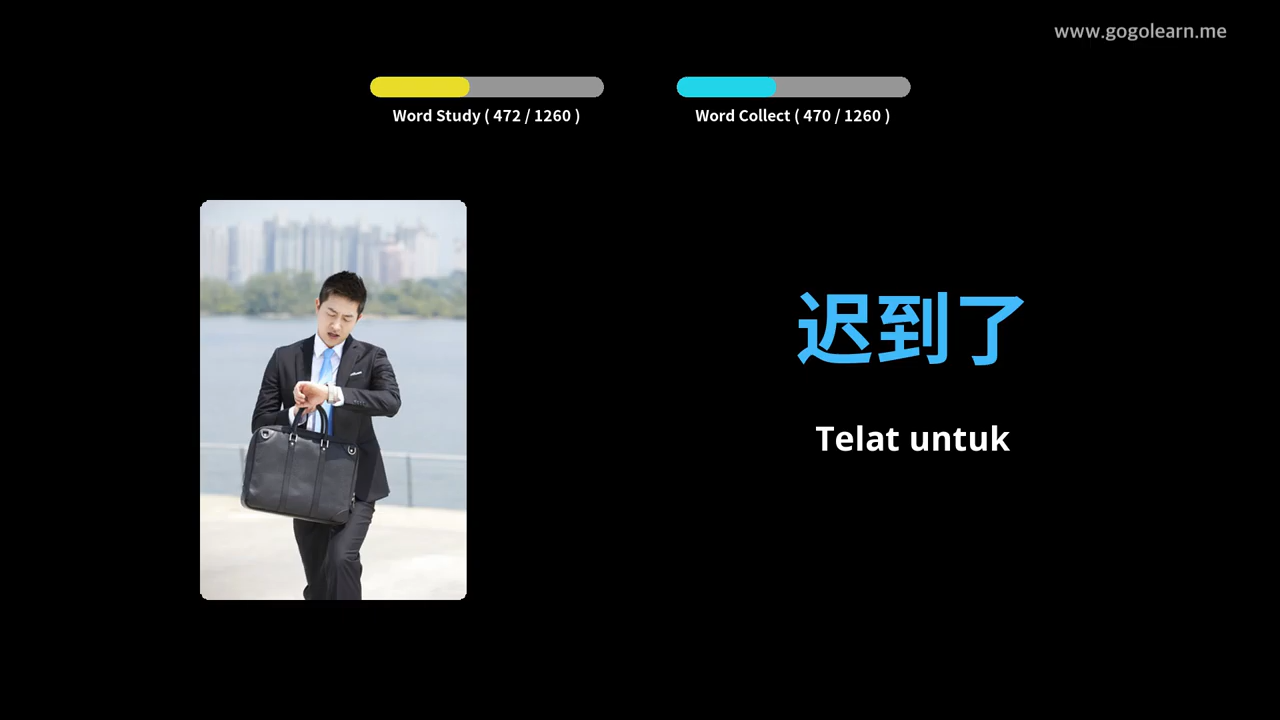 www.gogolearn.me
Word Study ( 472 / 1260 )
Word Collect ( 470 / 1260 )
迟到了
Telat untuk